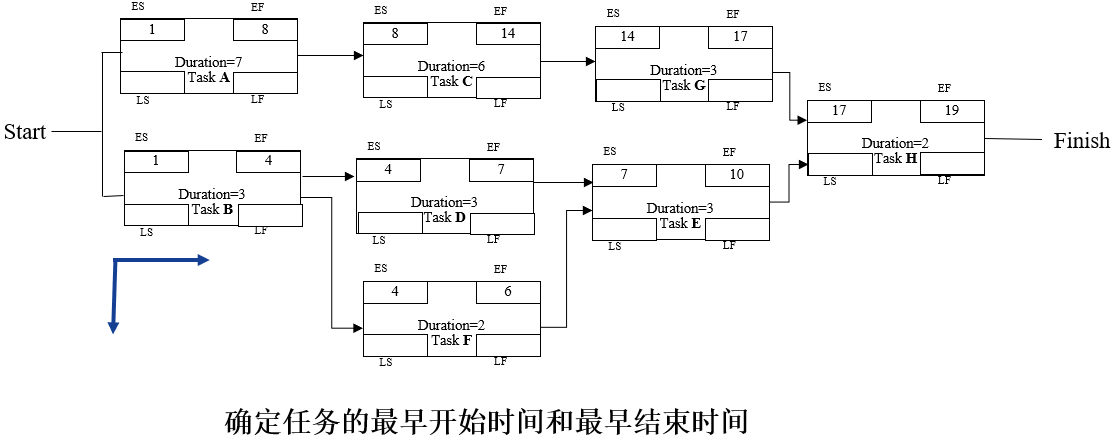 ES EF
1 8
Duration=7
Task A
LS LF
ES EF
8 14
Duration=6
Task C
LS LF
ES EF
14 17
Duration=3
Task G
LS LF
ES EF
17 19
Duration=2
Task H
LS LF
Start
Finish
ES EF
1 4
Duration=3
Task B
LS LF
ES EF
4 7
Duration=3
Task D
LS LF
ES EF
7 10
Duration=3
Task E
LS LF
ES EF
4 6
Duration=2
Task F
LS LF
确定任务的最早开始时间和最早结束时间